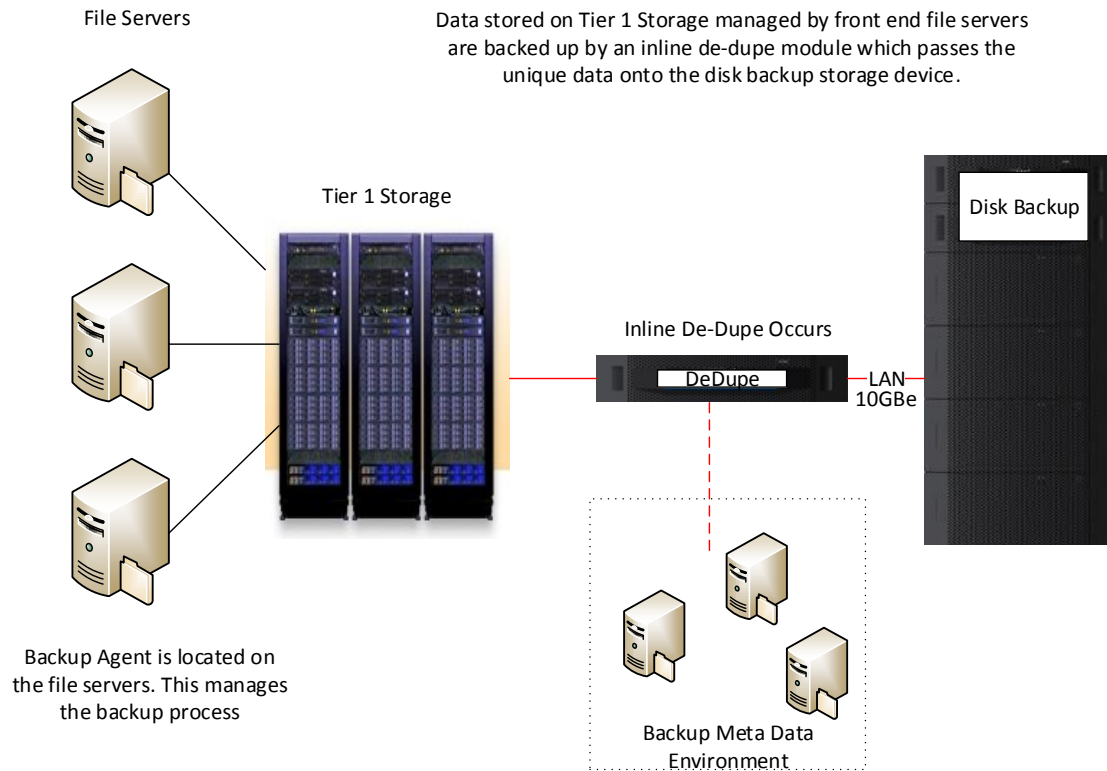 File Servers
Data stored on Tier 1 Storage managed by front end file servers
are backed up by an inline de-dupe module which passes the
unique data onto the disk backup storage device.
Tier 1 Storage
Disk Backup
Inline De-Dupe Occurs
DeDupe
LAN
10GBe
Backup Agent is located on
the file servers. This manages
the backup process
Backup Meta Data
Environment